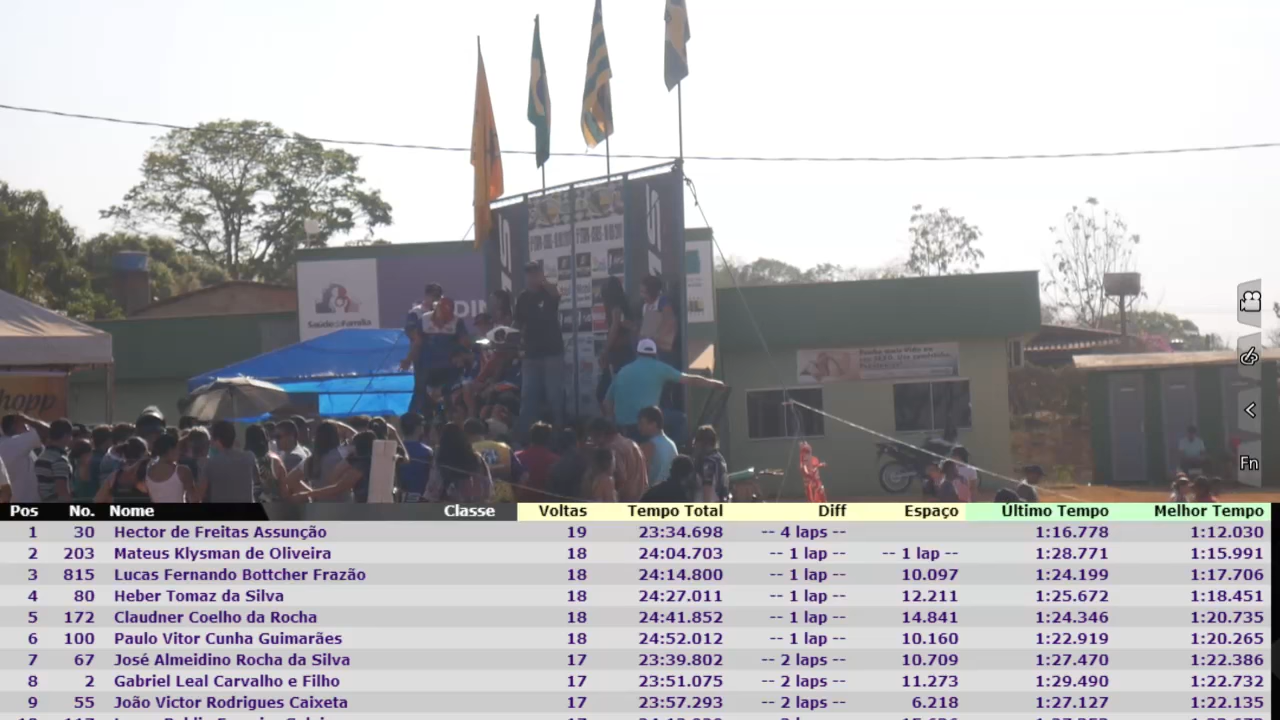 Saúde da Família
hopp
Fn
Pos No. Nome Classe Voltas Tempo Total Diff Espaço Último Tempo Melhor Tempo
1 30 Hector de Freitas Assunção 19 23:34.698 -- 4 laps -- 1:16.778 1:12.030
2 203 Mateus Klysman de Oliveira 18 24:04.703 -- 1 lap -- -- 1 lap -- 1:28.771 1:15.991
3 815 Lucas Fernando Bottcher Frazão 18 24:14.800 -- 1 lap -- 10.097 1:24.199 1:17.706
4 80 Heber Tomaz da Silva 18 24:27.011 -- 1 lap -- 12.211 1:25.672 1:18.451
5 172 Claudner Coelho da Rocha 18 24:41.852 -- 1 lap -- 14.841 1:24.346 1:20.735
6 100 Paulo Vitor Cunha Guimarães 18 24:52.012 -- 1 lap -- 10.160 1:22.919 1:20.265
7 67 José Almeidino Rocha da Silva 17 23:39.802 -- 2 laps -- 10.709 1:27.470 1:22.386
8 2 Gabriel Leal Carvalho e Filho 17 23:51.075 -- 2 laps -- 11.273 1:29.490 1:22.732
9 55 João Victor Rodrigues Caixeta 17 23:57.293 -- 2 laps -- 6.218 1:27.127 1:22.135